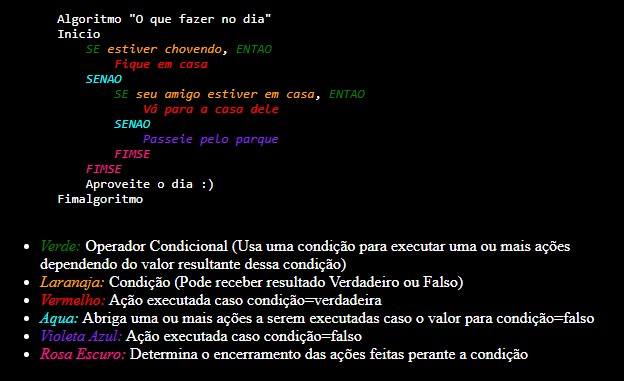 Algoritmo "O que fazer no dia"
Inicio
SE estiver chovendo, ENTAO
Fique em casa
SENAO
SE seu amigo estiver em casa, ENTAO
Vá para a casa dele
SENAO
Passeie pelo parque
FIMSE
FIMSE
Aproveite o dia :)
Fimalgoritmo
• Verde: Operador Condicional (Usa uma condição para executar uma ou mais ações
dependendo do valor resultante dessa condição)
• Laranaja: Condição (Pode receber resultado Verdadeiro ou Falso)
• Vermelho: Ação executada caso condição=verdadeira
• Aqua: Abriga uma ou mais ações a serem executadas caso o valor para condição=falso
• Violeta Azul: Ação executada caso condição=falso
• Rosa Escuro: Determina o encerramento das ações feitas perante a condição